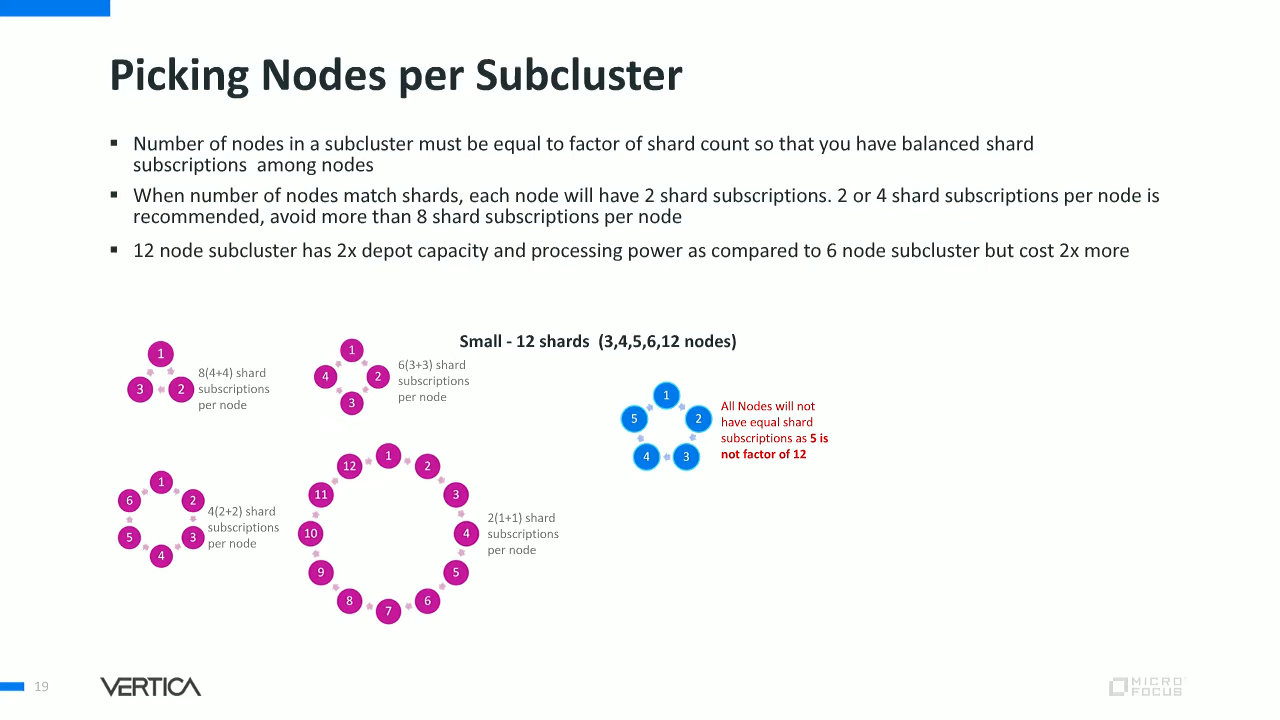 Picking Nodes per Subcluster
▪ Number of nodes in a subcluster must be equal to factor of shard count so that you have balanced shard
subscriptions among nodes
▪ When number of nodes match shards, each node will have 2 shard subscriptions. 2 or 4 shard subscriptions per node is
recommended, avoid more than 8 shard subscriptions per node
▪ 12 node subcluster has 2x depot capacity and processing power as compared to 6 node subcluster but cost 2x more
Small - 12 shards (3,4,5,6,12 nodes)
1
2
3
8(4+4) shard
subscriptions
per node
1
2
3
4
6(3+3) shard
subscriptions
per node
1
2
3
4
5
All Nodes will not
have equal shard
subscriptions as 5 is
not factor of 12
1
2
3
4
5
6
4(2+2) shard
subscriptions
per node
1
2
3
4
5
6
7
8
9
10
11
12
2(1+1) shard
subscriptions
per node
19
VERTICA
MICRO
FOCUS